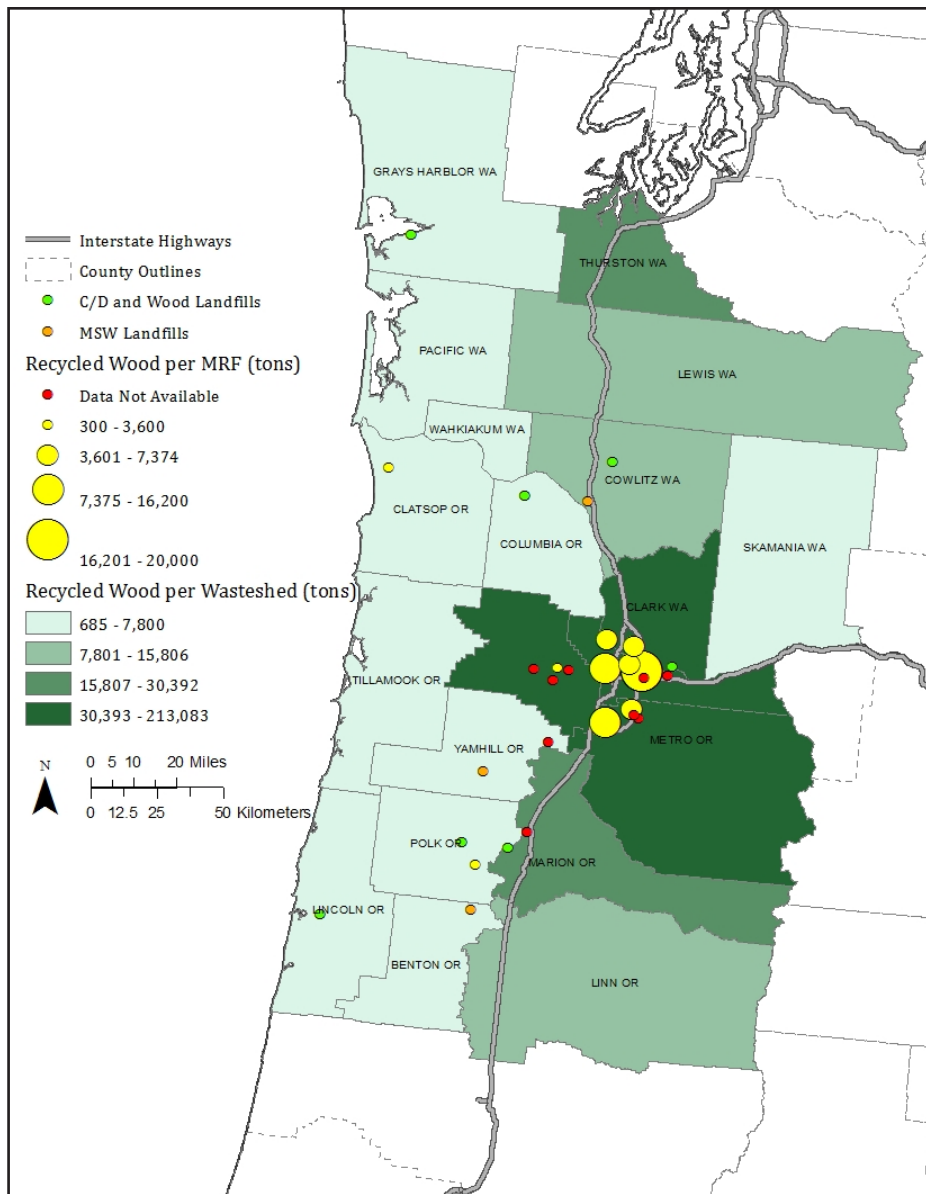 GRAYS HARBLOR WA
THURSTON WA
PACIFIC WA
LEWIS WA
WAHKIAKUM WA
COWLITZ WA
CLATSOP OR
COLUMBIA OR
SKAMANIA WA
CLARK WA
TILLAMOOK OR
YAMHILL OR
METRO OR
POLK OR
MARION OR
LINCOLN OR
BENTON OR
LINN OR
Interstate Highways
County Outlines
C/D and Wood Landfills
MSW Landfills
Recycled Wood per MRF (tons)
Data Not Available
300 - 3,600
3,601 - 7,374
7,375 - 16,200
16,201 - 20,000
Recycled Wood per Wasteshed (tons)
685 - 7,800
7,801 - 15,806
15,807 - 30,392
30,393 - 213,083
N
0 5 10 20 Miles
0 12.5 25 50 Kilometers